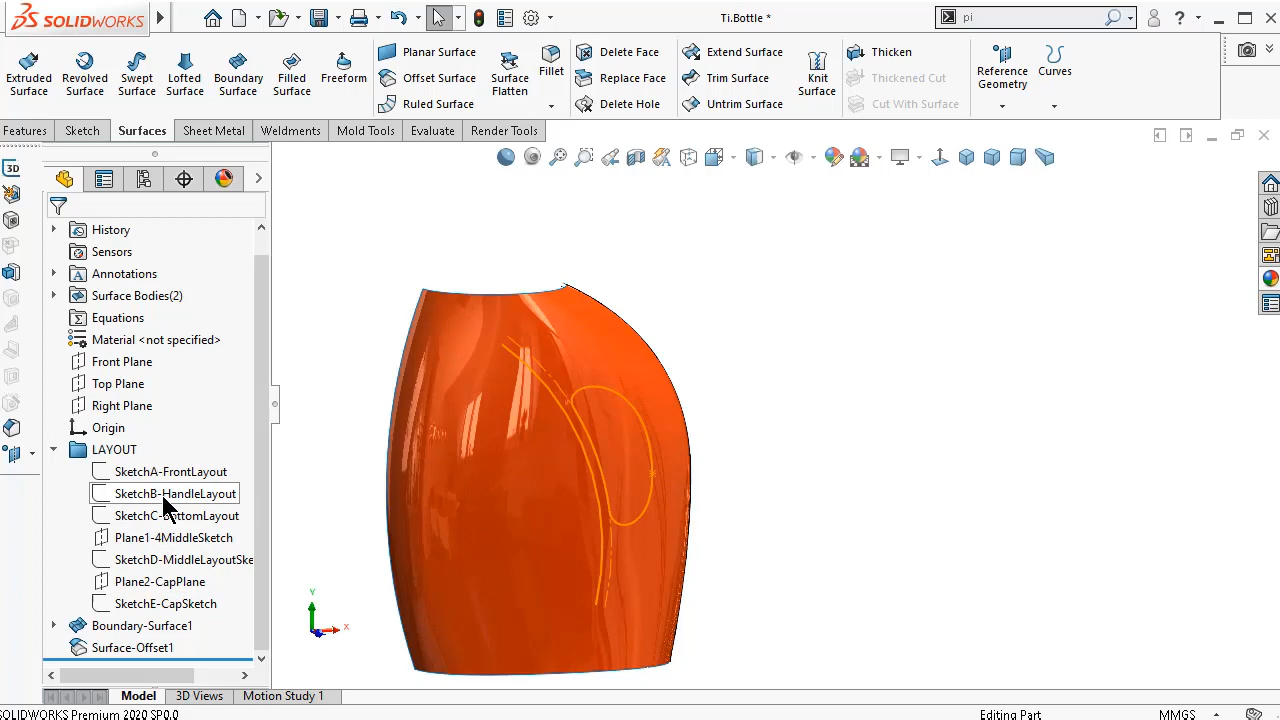 SOLIDWORKS
Ti.Bottle *
pi
Extruded Surface
Revolved Surface
Swept Surface
Lofted Surface
Boundary Surface
Filled Surface
Freeform
Planar Surface
Offset Surface
Ruled Surface
Surface Flatten
Fillet
Delete Face
Replace Face
Delete Hole
Extend Surface
Trim Surface
Untrim Surface
Knit Surface
Thicken
Thickened Cut
Cut With Surface
Reference Geometry
Curves
Features
Sketch
Surfaces
Sheet Metal
Weldments
Mold Tools
Evaluate
Render Tools
3D
History
Sensors
Annotations
Surface Bodies(2)
Equations
Material <not specified>
Front Plane
Top Plane
Right Plane
Origin
LAYOUT
SketchA-FrontLayout
SketchB-HandleLayout
SketchC-BottomLayout
Plane1-4MiddleSketch
SketchD-MiddleLayoutSke
Plane2-CapPlane
SketchE-CapSketch
Boundary-Surface1
Surface-Offset1
Y
X
Model
3D Views
Motion Study 1
SOLIDWORKS Premium 2020 SP0.0
Editing Part
MMGS